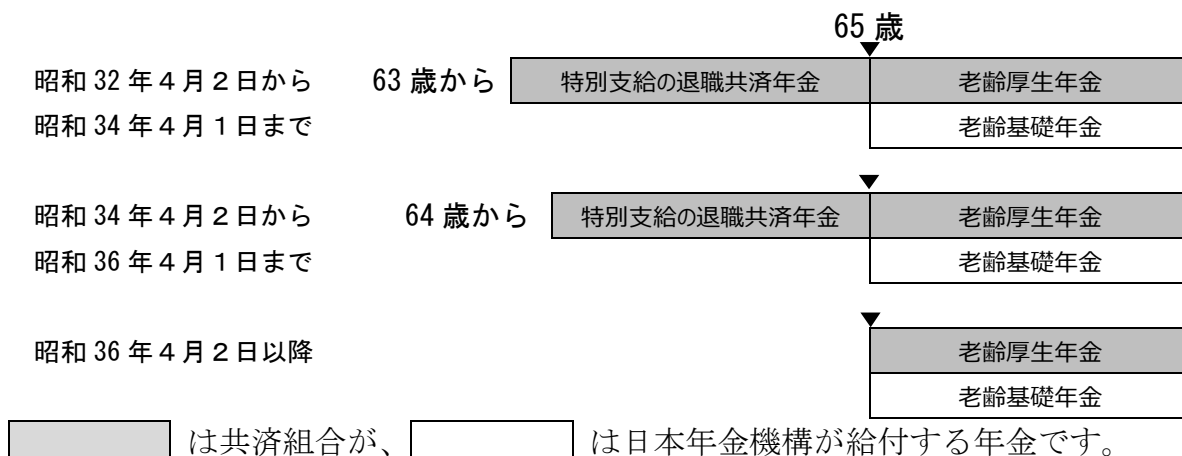 65 歳
▼
昭和 32 年４月２日から 63 歳から 特別支給の退職共済年金 老齢厚生年金
昭和 34 年４月１日まで 老齢基礎年金
▼
昭和 34 年４月２日から 64 歳から 特別支給の退職共済年金 老齢厚生年金
昭和 36 年４月１日まで 老齢基礎年金
▼
昭和 36 年４月２日以降 老齢厚生年金
老齢基礎年金
は共済組合が、 は日本年金機構が給付する年金です。